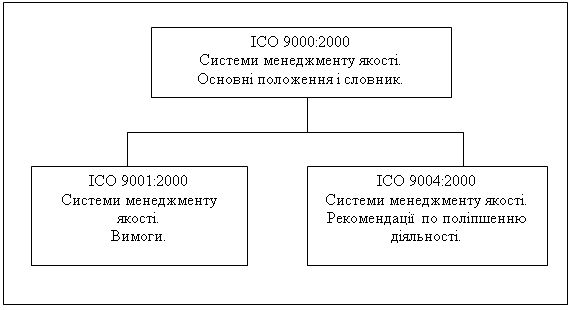 ІСО 9000:2000
Системи менеджменту якості.
Основні положення і словник.
ІСО 9001:2000
Системи менеджменту
якості.
Вимоги.
ІСО 9004:2000
Системи менеджменту якості.
Рекомендації по поліпшенню
діяльності.